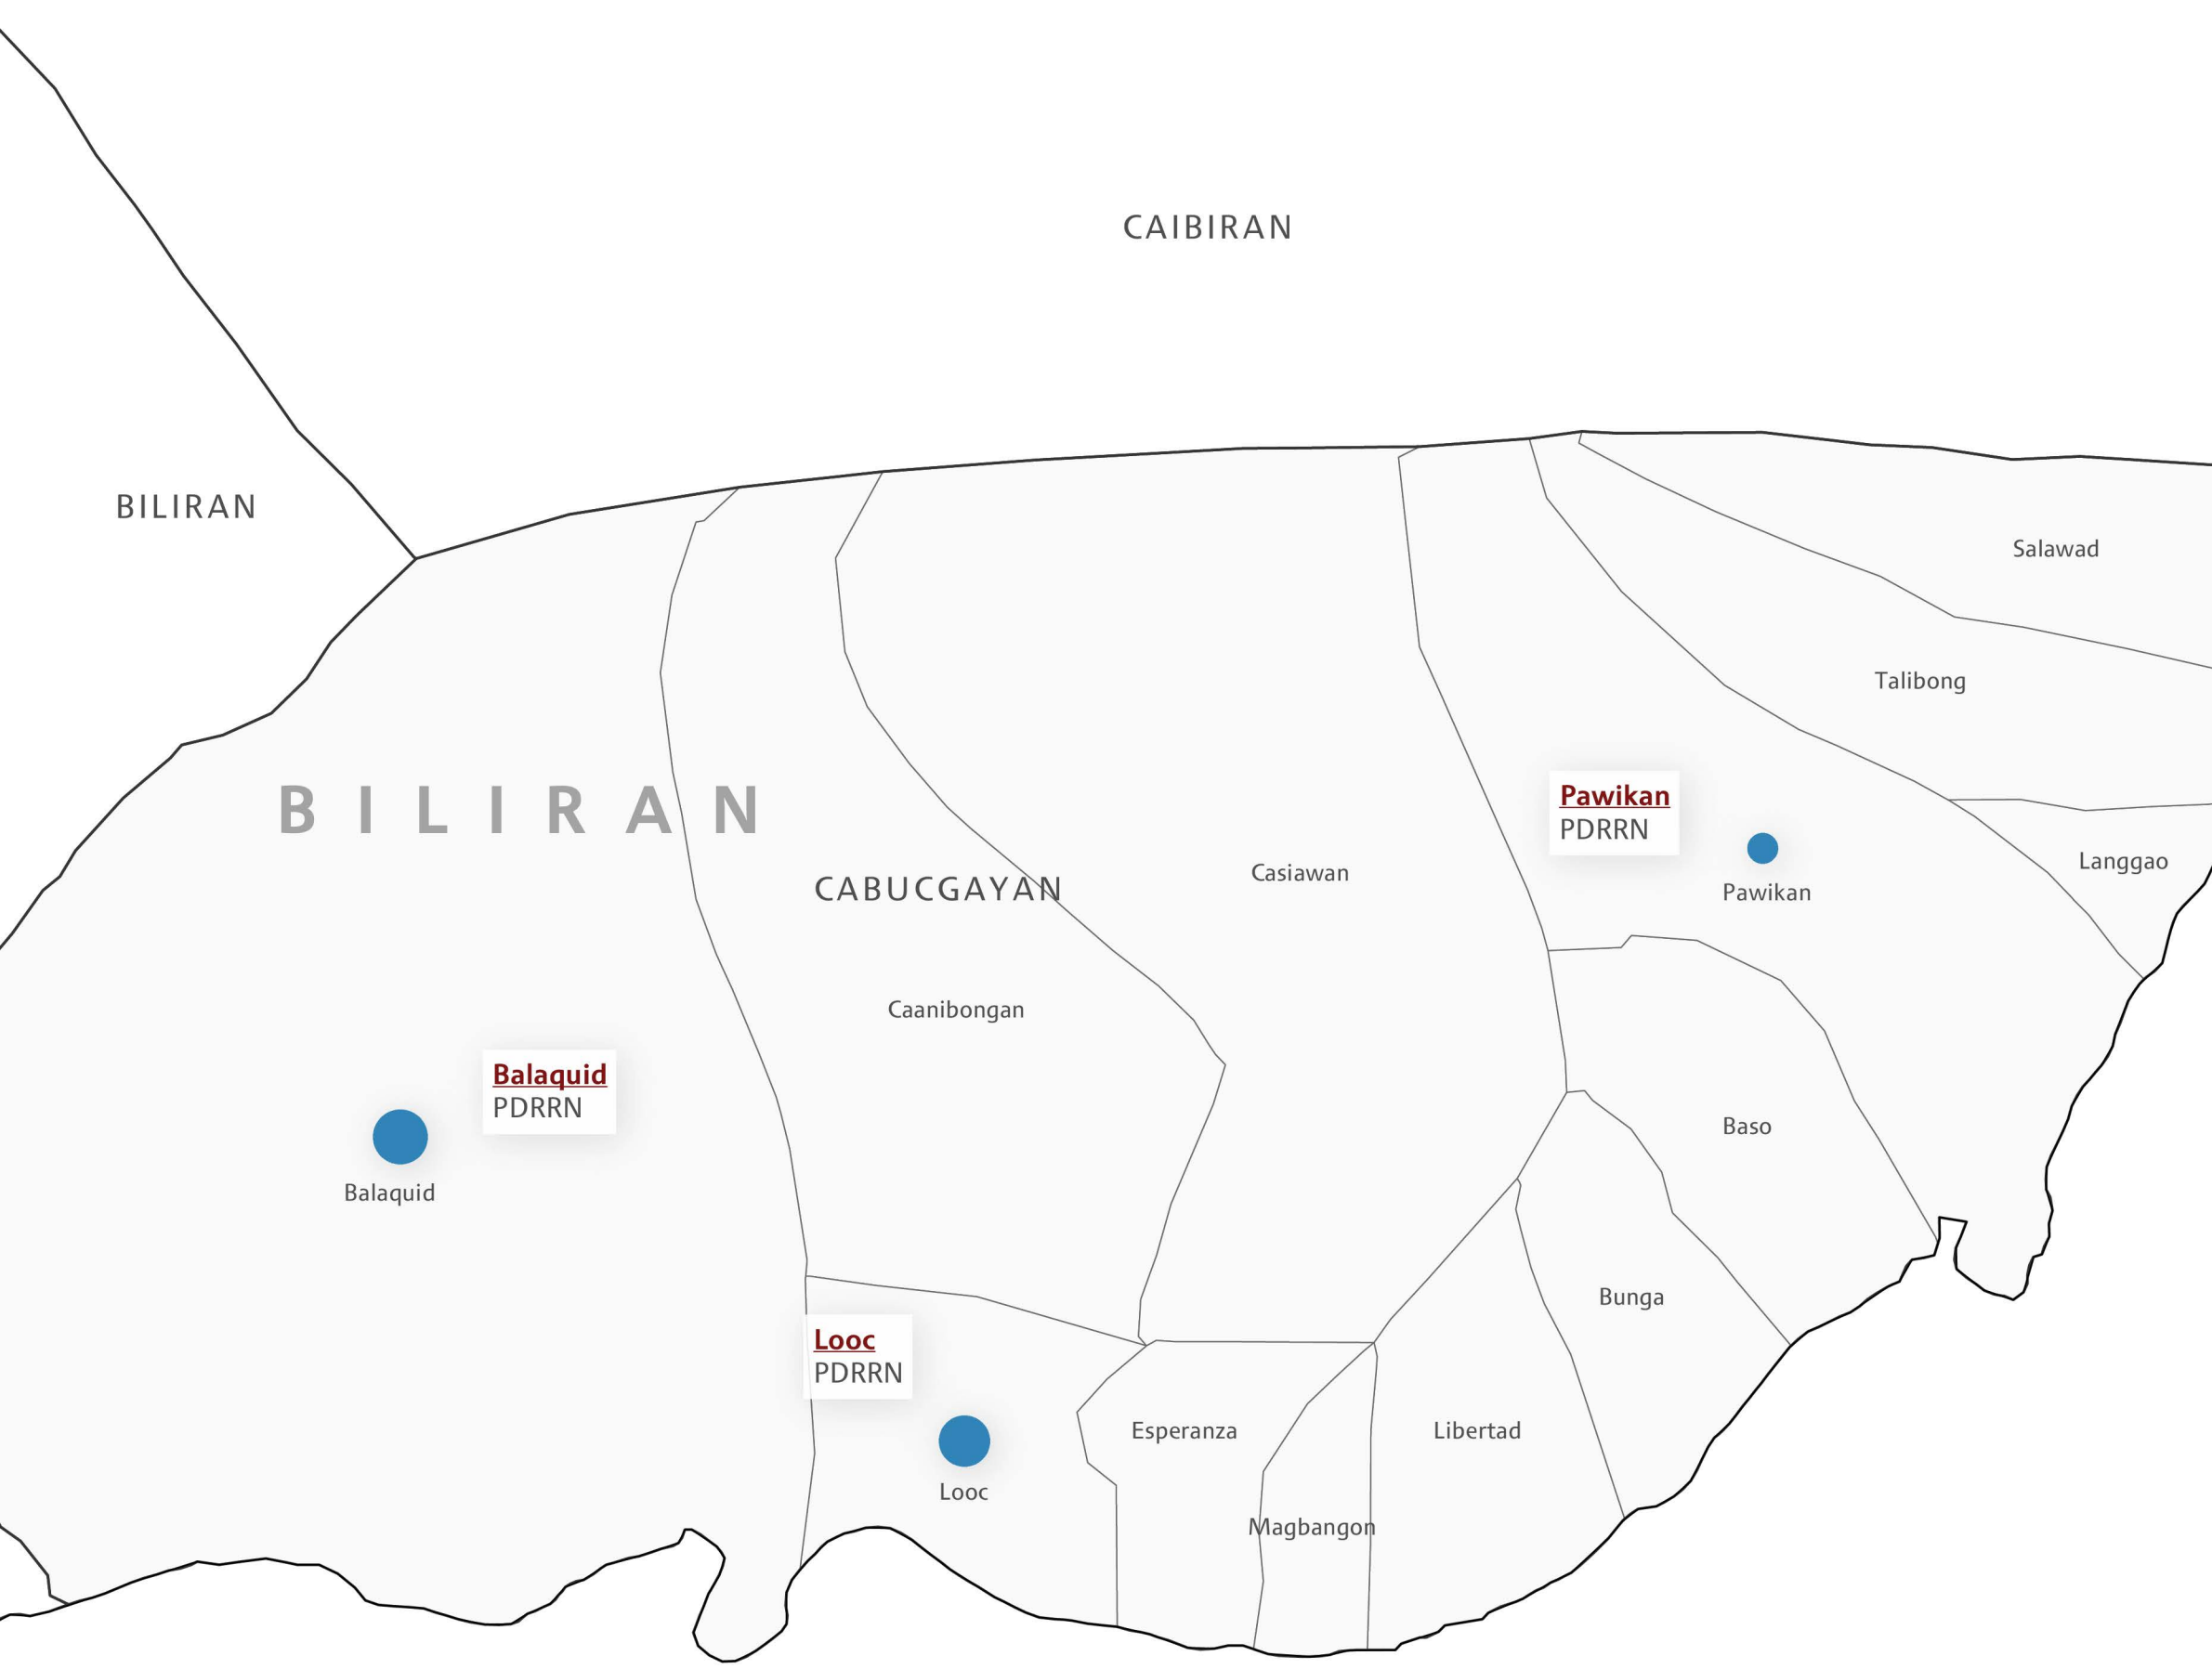 CAIBIRAN
BILIRAN
Salawad
Talibong
BILIRAN
Pawikan
PDRRN
Langgao
Casiawan
CABUCGAYAN
Pawikan
Caanibongan
Balaquid
PDRRN
Baso
Balaquid
Bunga
Looc
PDRRN
Esperanza
Libertad
Looc
Magbangon